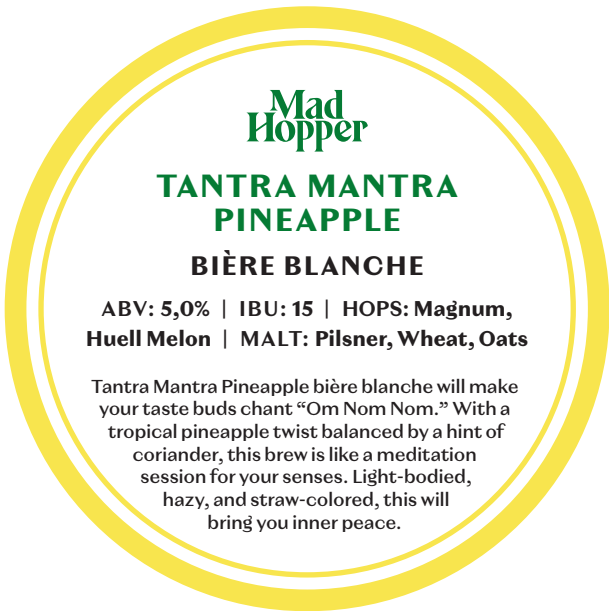 Mad
Hopper
TANTRA MANTRA
PINEAPPLE
BIÈRE BLANCHE
ABV: 5,0% | IBU: 15 | HOPS: Magnum,
Huell Melon | MALT: Pilsner, Wheat, Oats
Tantra Mantra Pineapple bière blanche will make
your taste buds chant “Om Nom Nom.” With a
tropical pineapple twist balanced by a hint of
coriander, this brew is like a meditation
session for your senses. Light-bodied,
hazy, and straw-colored, this will
bring you inner peace.